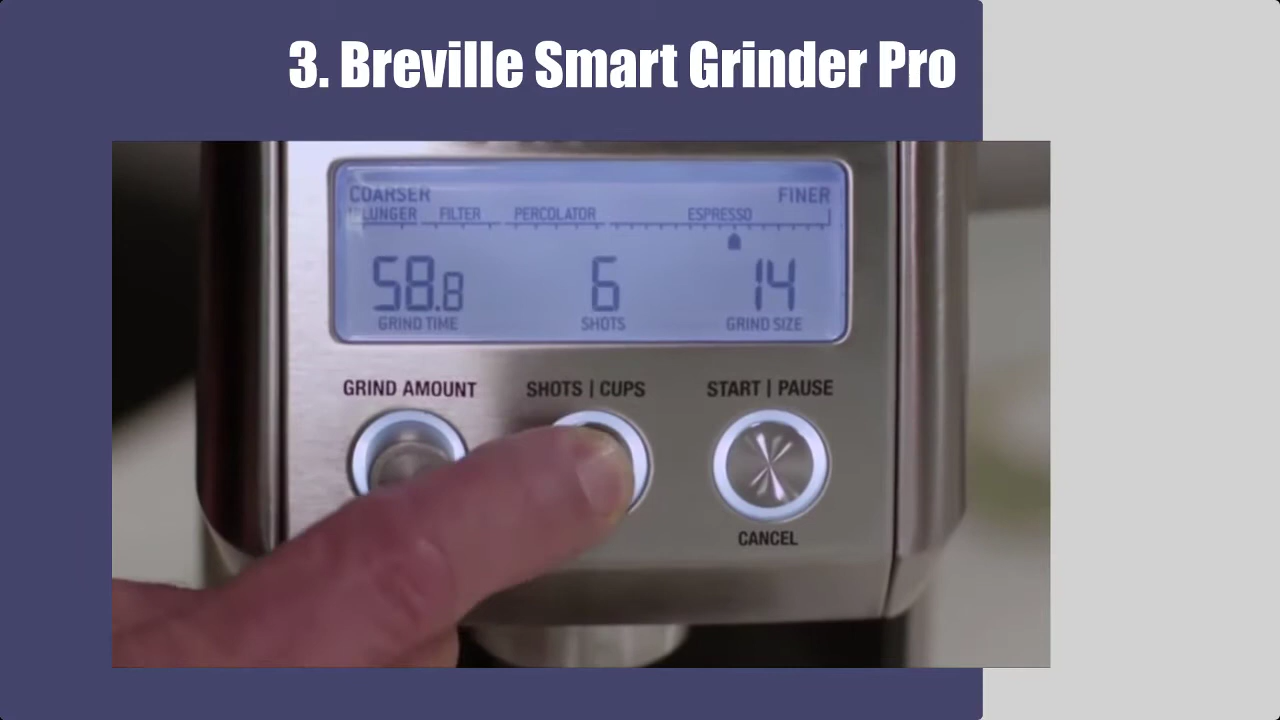 3. Breville Smart Grinder Pro
COARSER FINER
PLUNGER FILTER PERCOLATOR ESPRESSO
58.8 6 14
GRIND TIME SHOTS GRIND SIZE
GRIND AMOUNT SHOTS | CUPS START | PAUSE
CANCEL